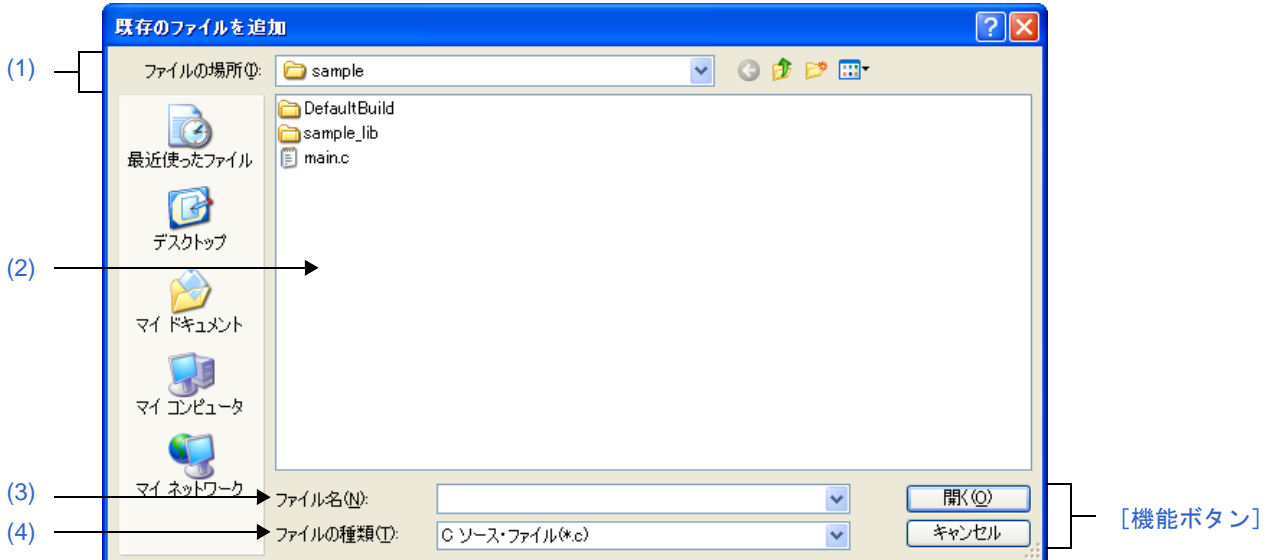 既存のファイルを追加
(1)
ファイルの場所(I):
sample
DefaultBuild
sample_lib
main.c
最近使ったファイル
デスクトップ
(2)
マイ ドキュメント
マイ コンピュータ
マイ ネットワーク
(3)
ファイル名(N):
開く(O)
(4)
ファイルの種類(T):
C ソース・ファイル(*.c)
キャンセル
[機能ボタン]